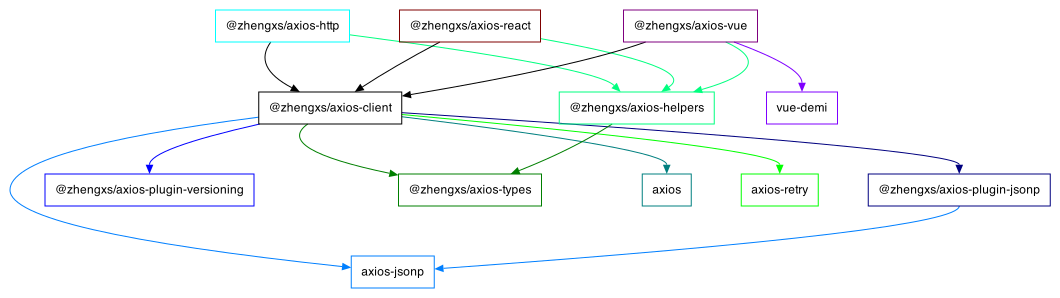 @zhengxs/axios-http
@zhengxs/axios-react
@zhengxs/axios-vue
@zhengxs/axios-client
@zhengxs/axios-helpers
vue-demi
@zhengxs/axios-plugin-versioning
@zhengxs/axios-types
axios
axios-retry
@zhengxs/axios-plugin-jsonp
axios-jsonp